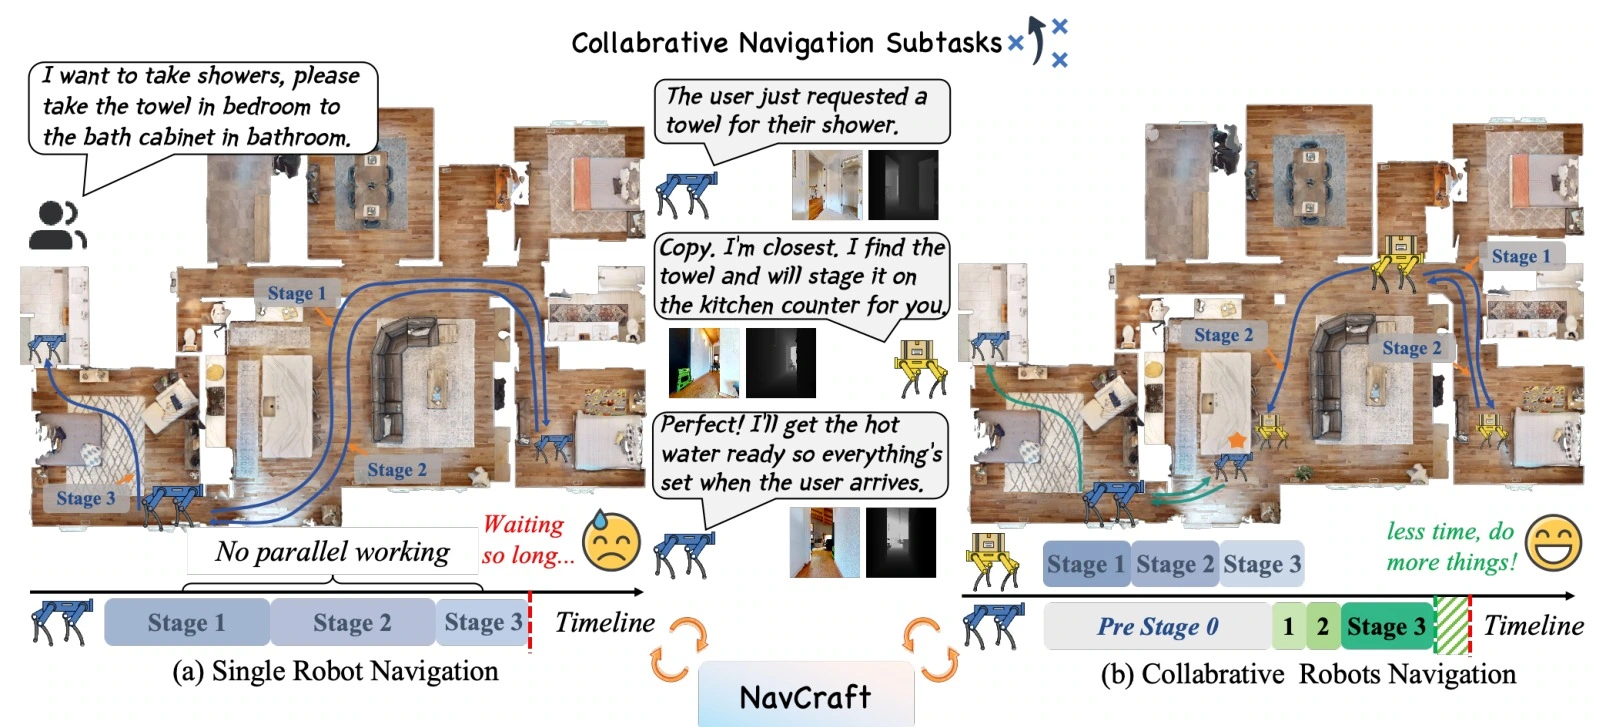 Collabrative Navigation Subtasks
I want to take showers, please
take the towel in bedroom to
the bath cabinet in bathroom.
Stage 1
Stage 2
Stage 3
No parallel working
Waiting
so long...
Stage 1
Stage 2
Stage 3
Timeline
(a) Single Robot Navigation
The user just requested a
towel for their shower.
Copy. I'm closest. I find the
towel and will stage it on
the kitchen counter for you.
Perfect! I'll get the hot
water ready so everything's
set when the user arrives.
NavCraft
Stage 1
Stage 2
Stage 2
less time, do
more things!
Stage 1
Stage 2
Stage 3
Pre Stage 0
1
2
Stage 3
Timeline
(b) Collabrative Robots Navigation